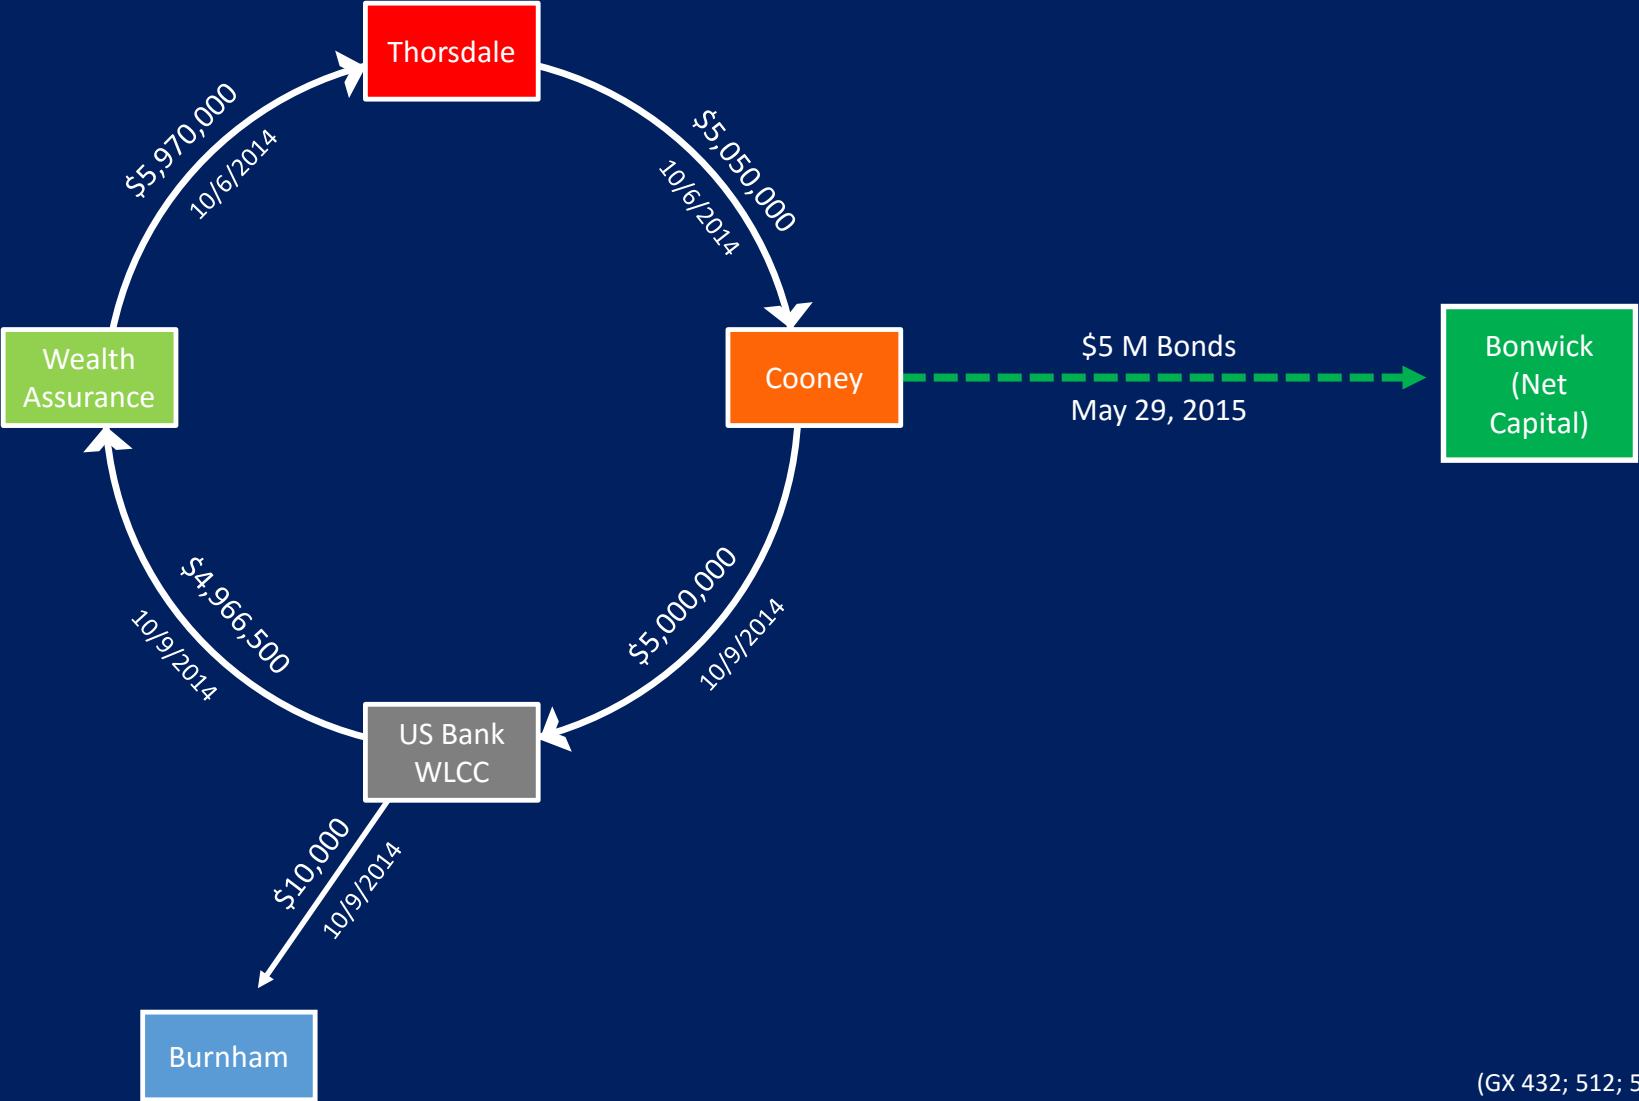 Thorsdale
$5,970,000
10/6/2014
$5,050,000
10/6/2014
Wealth
Assurance
Cooney
$5 M Bonds
May 29, 2015
Bonwick
(Net
Capital)
$4,966,500
10/9/2014
$5,000,000
10/9/2014
US Bank
WLCC
$10,000
10/9/2014
Burnham
(GX 432; 512; 5